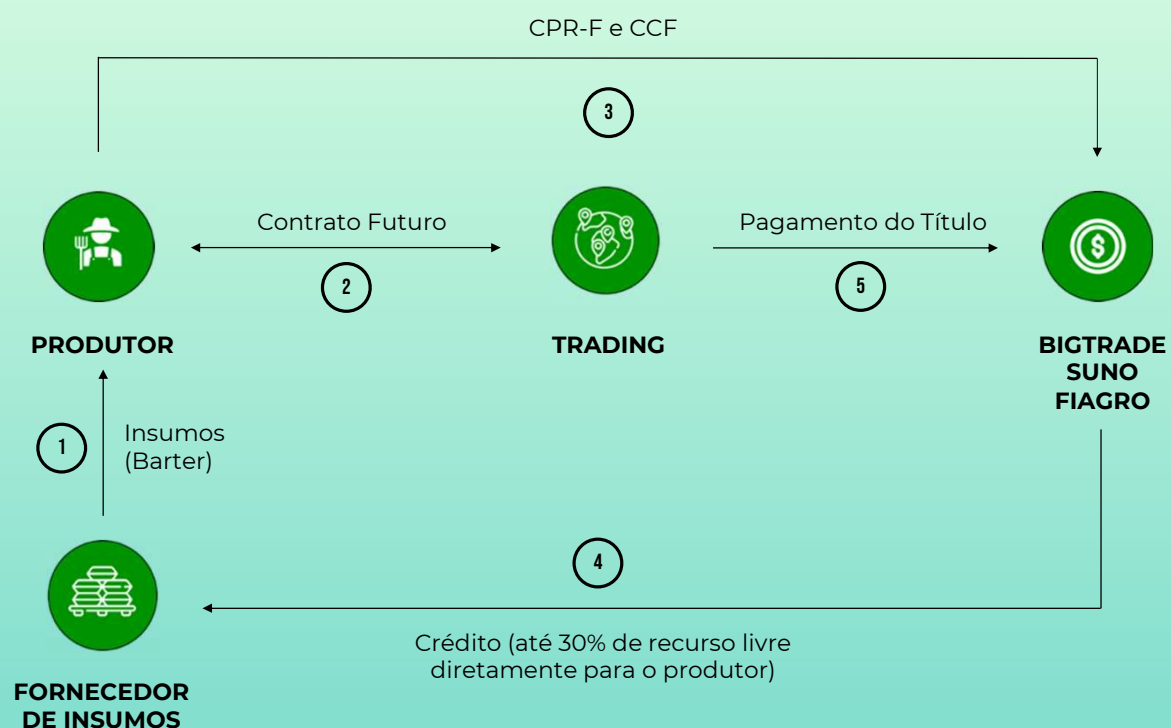 CPR-F e CCF
3
Contrato Futuro
Pagamento do Título
2
5
PRODUTOR
TRADING
BIGTRADE
SUNO
FIAGRO
1
Insumos
(Barter)
4
Crédito (até 30% de recurso livre
diretamente para o produtor)
FORNECEDOR
DE INSUMOS